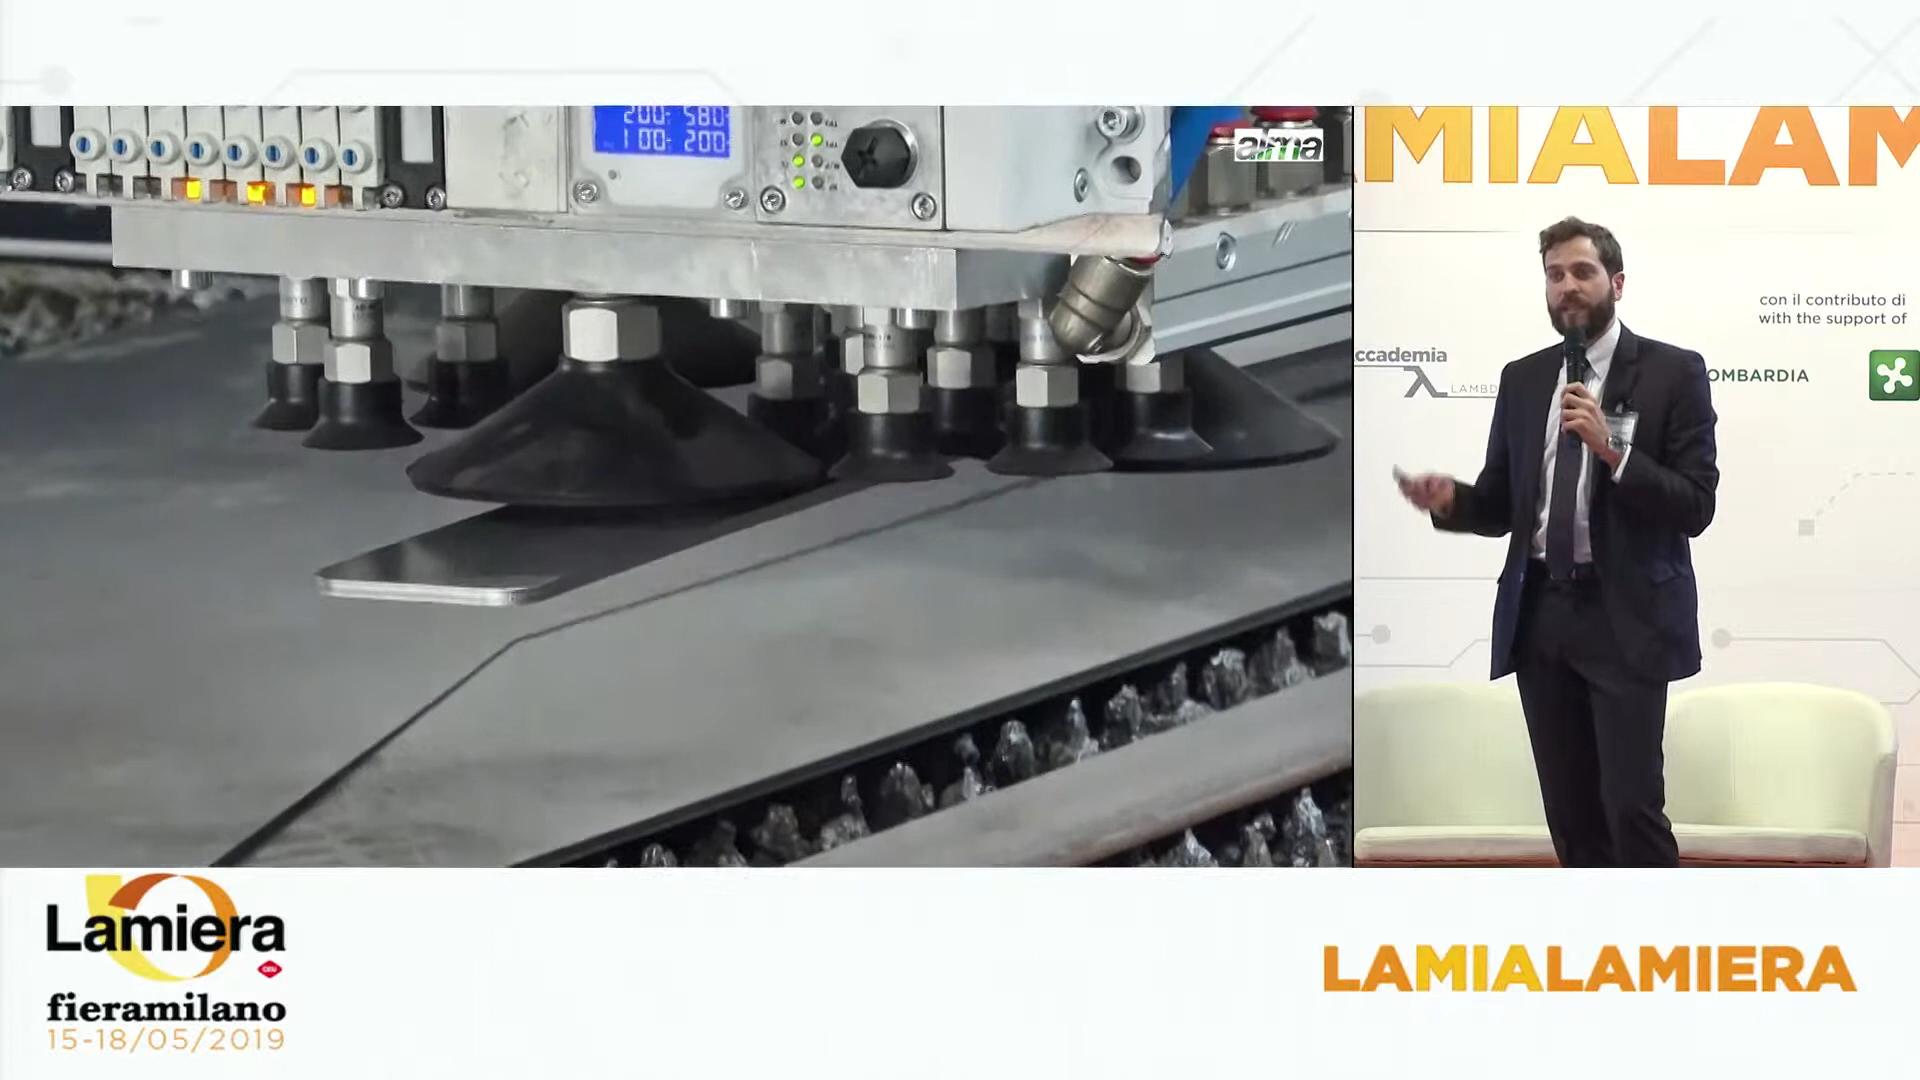 200- 580-
100- 200-
alma
MIALAM
con il contributo di
with the support of
ccademia
LAMBD
OMBARDIA
Lamiera
CEU
fieramilano
15-18/05/2019
LAMIALAMIERA